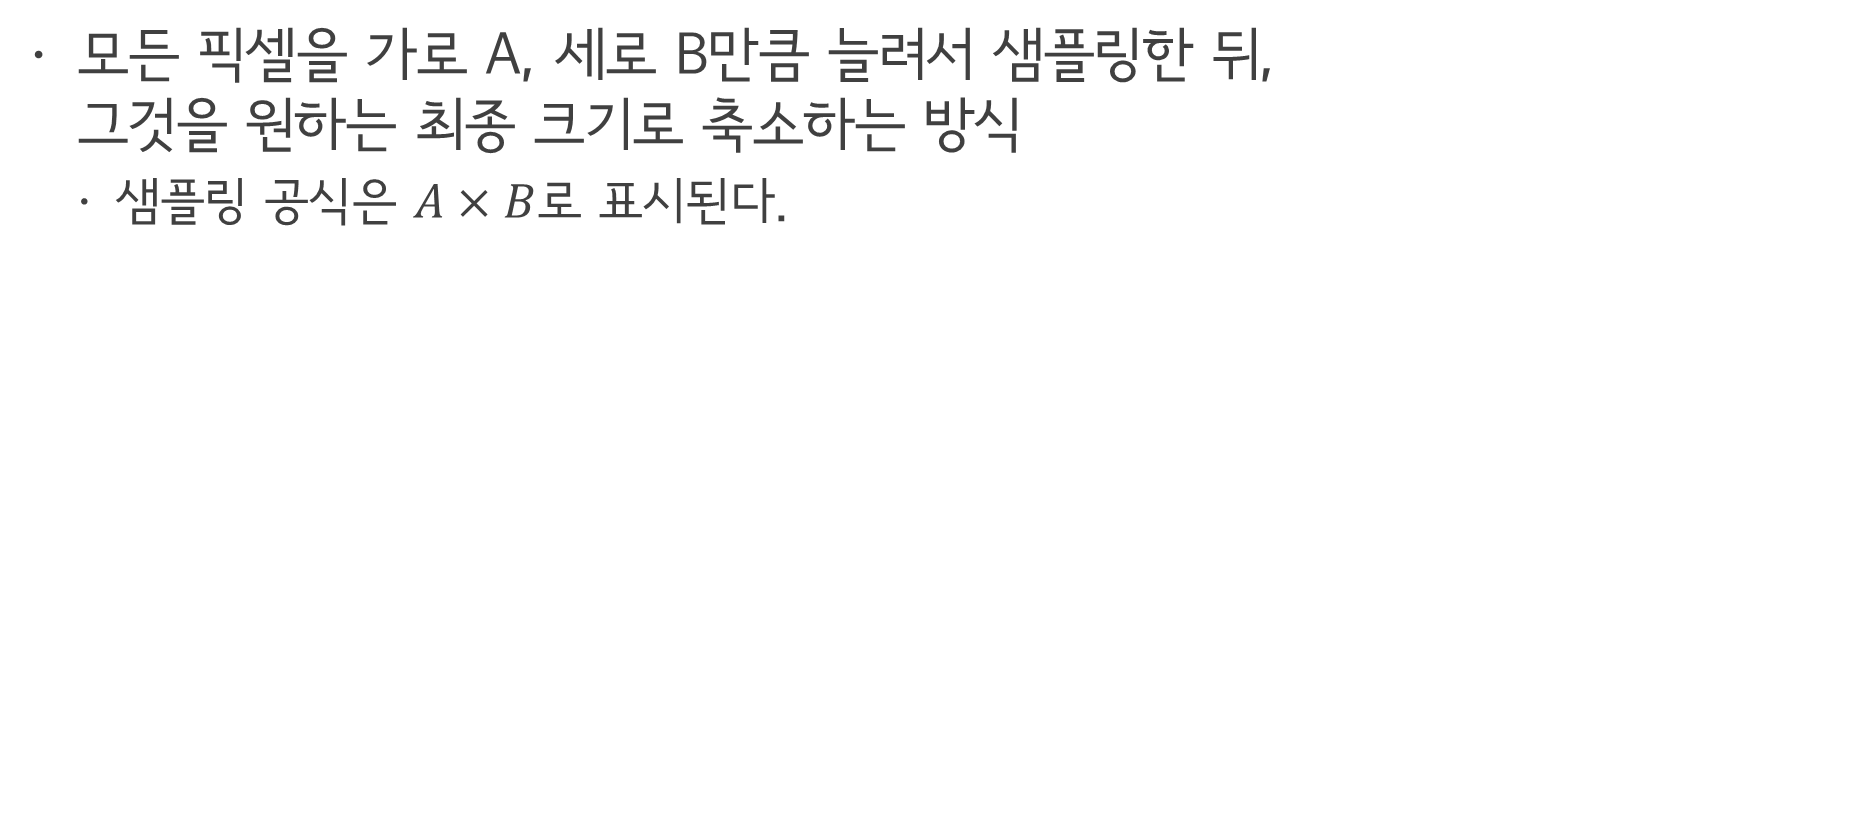 • 모든 픽셀을 가로 A, 세로 B만큼 늘려서 샘플링한 뒤,
그것을 원하는 최종 크기로 축소하는 방식
• 샘플링 공식은 A × B로 표시된다.